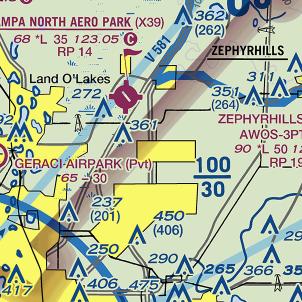 AMPA NORTH AERO PARK (X39)
68 *L 35 123.05 C
RP 14
V 581
362
(262
ZEPHYRHILLS
Land O'Lakes
272
351
(264)
311
361
ZEPHYRHILLS
AWOS-3PT
90 *L 50 12
RP 19
GERACI AIRPARK (Pvt)
65 - 30
92
100
30
237
(201)
450
(406)
250
417
406
475
290
265
366
35